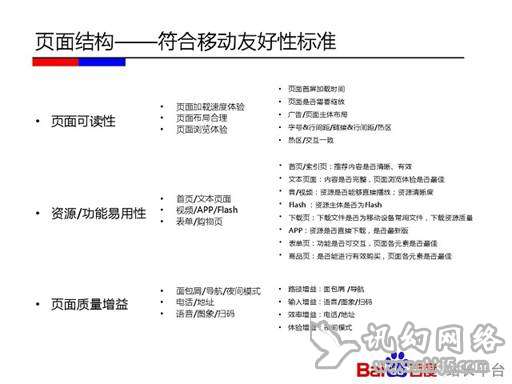 页面结构——符合移动友好性标准
• 页面可读性
• 页面加载速度体验
• 页面布局合理
• 页面浏览体验
• 页面首屏加载时间
• 页面是否需要缩放
• 广告/页面主体布局
• 字号&行间距/链接&行间距/热区
• 热区/交互一致
• 资源/功能易用性
• 首页/文本页面
• 视频/APP/Flash
• 表单/购物页
• 首页/索引页：推荐内容是否清晰、有效
• 文本页面：内容是否完整，页面浏览体验是否最佳
• 音/视频：资源是否能够直接播放；资源清晰度
• Flash：资源主体是否为Flash
• 下载页：下载文件是否为移动设备常用文件，下载资源质量
• APP：资源是否直接下载，是否最新版
• 表单页：功能是否可交互，页面各元素是否最佳
• 商品页：是否能进行有效购买，页面各元素是否最佳
• 页面质量增益
• 面包屑/导航/夜间模式
• 电话/地址
• 语音/图象/扫码
• 路径增益：面包屑/导航
• 输入增益：语音/图象/扫码
• 效率增益：电话/地址
• 体验增益：夜间模式
讯幻网络
Bai 百度 站长平台